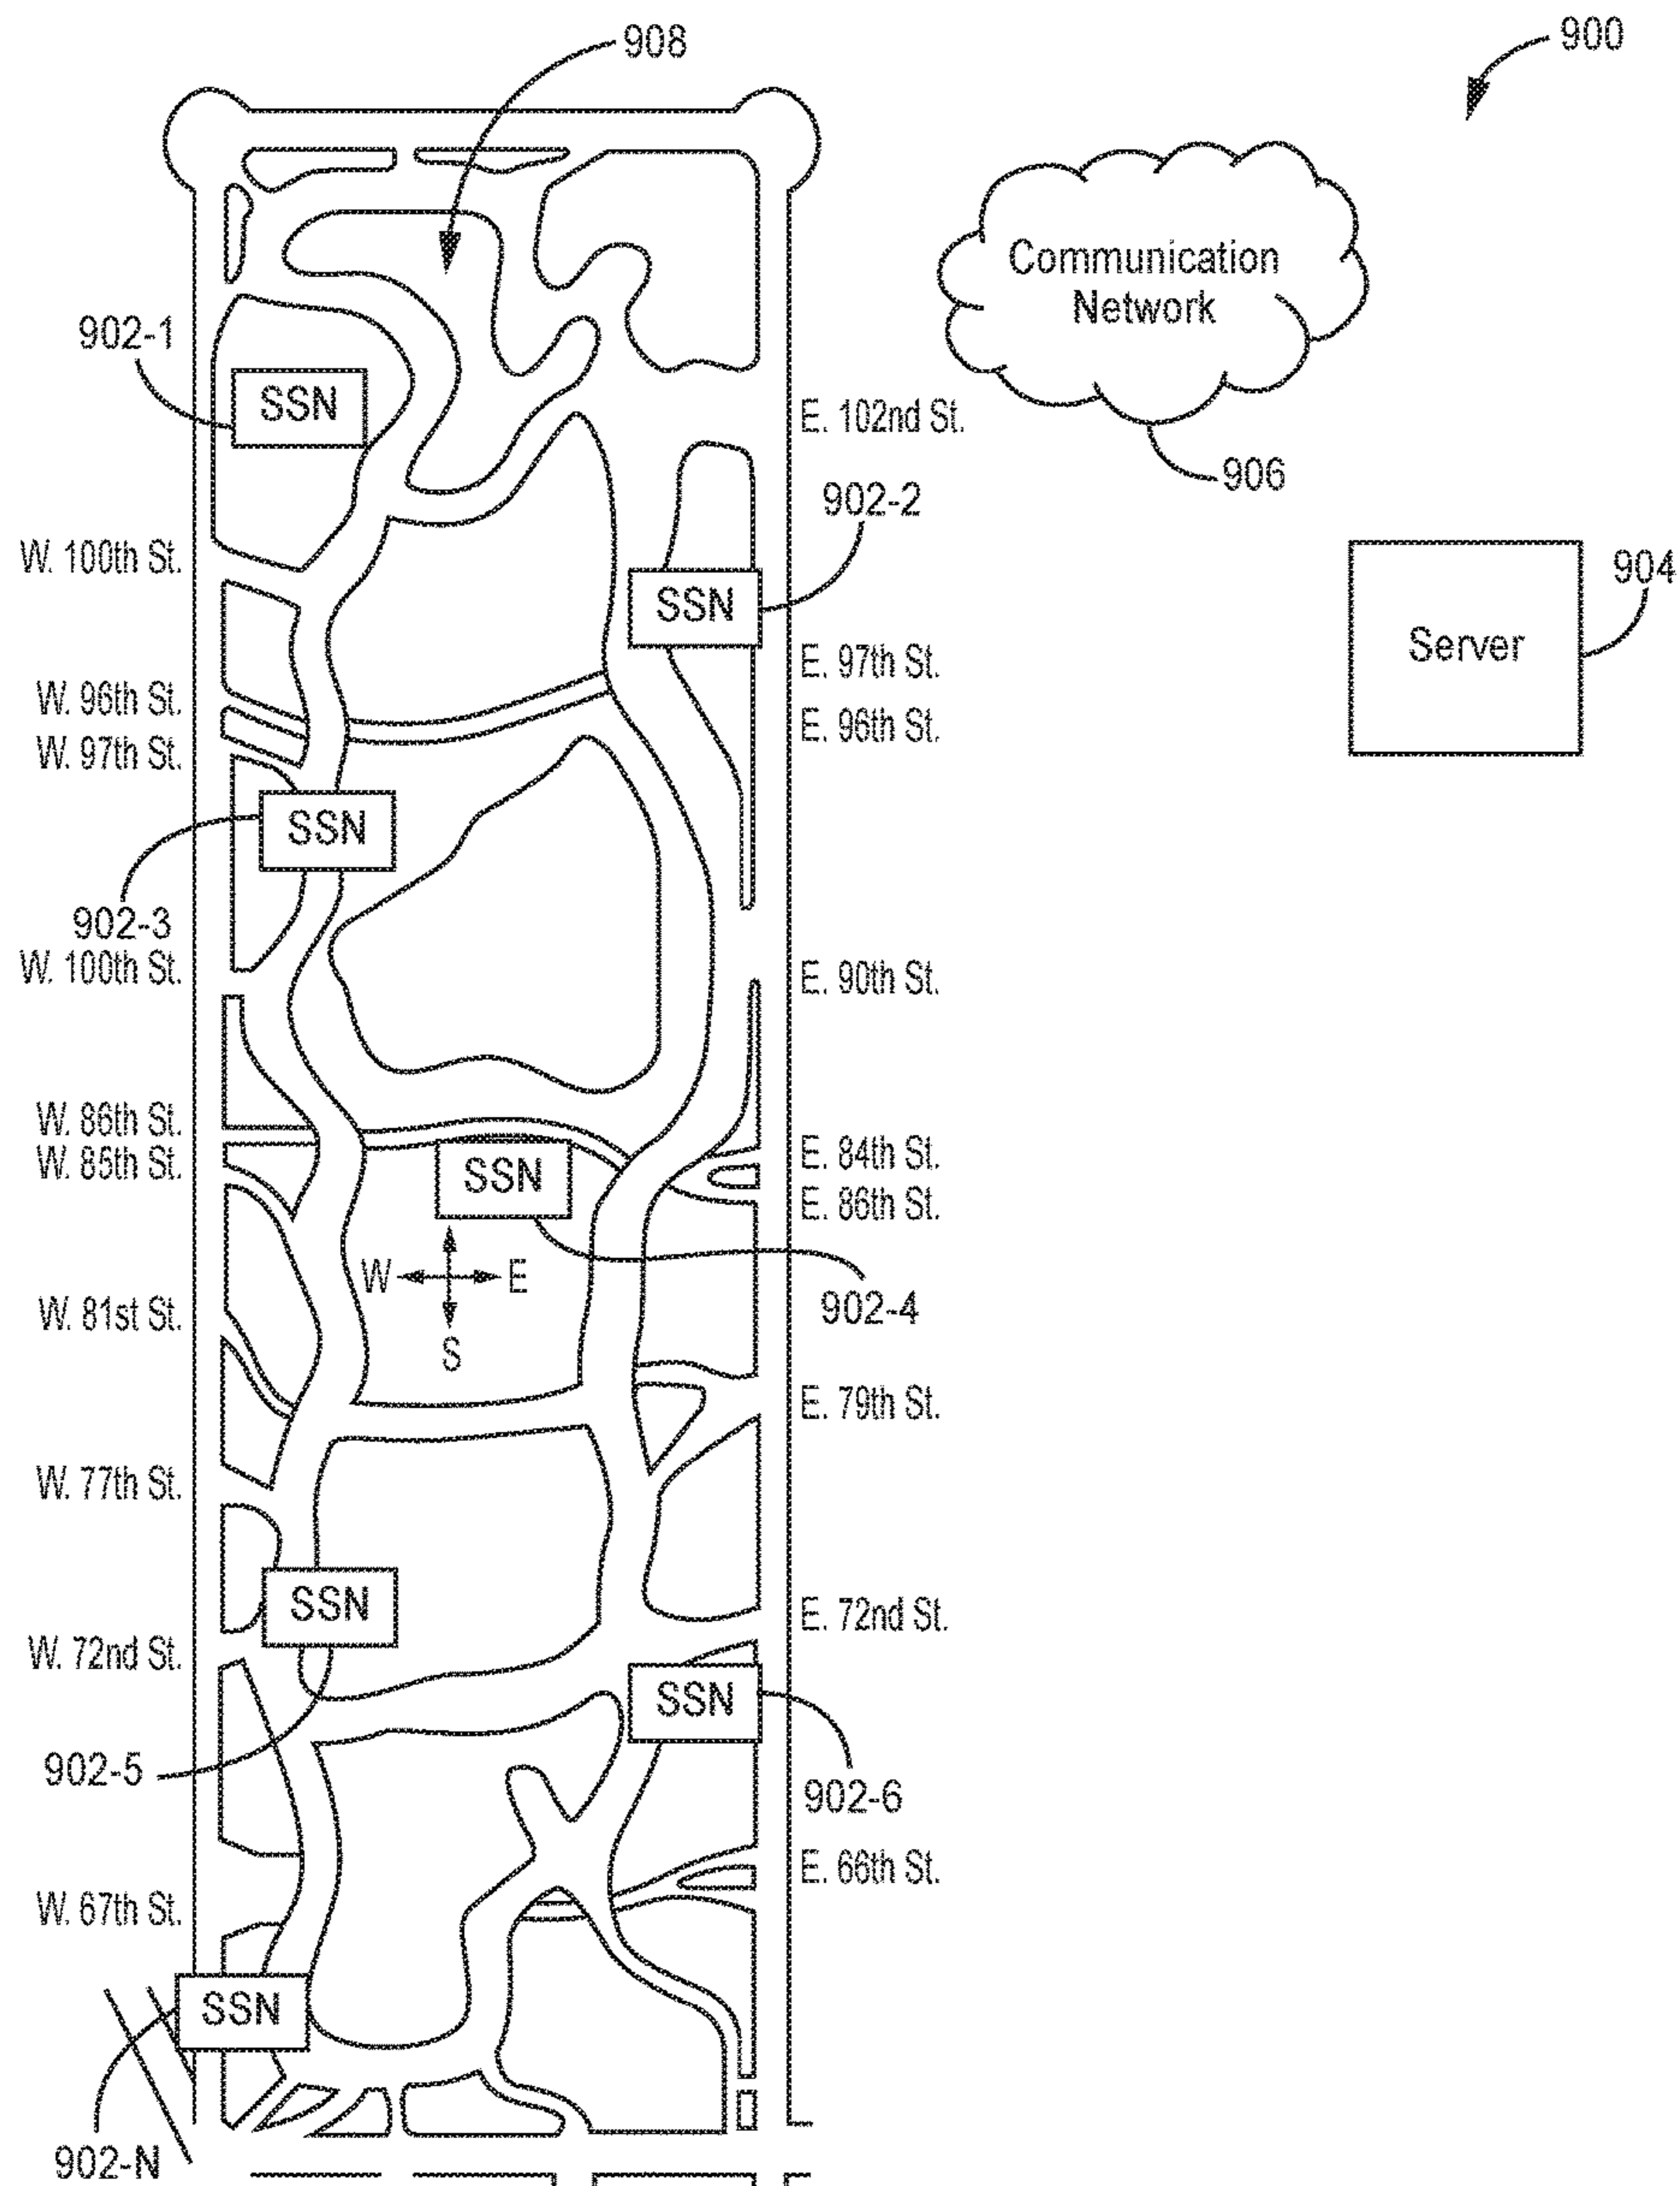 908
900
Communication
Network
902-1
SSN
E. 102nd St.
906
902-2
W. 100th St.
904
SSN
Server
E. 97th St.
W. 96th St.
E. 96th St.
W. 97th St.
SSN
902-3
W. 100th St.
E. 90th St.
W. 86th St.
W. 85th St.
E. 84th St.
SSN
E. 86th St.
W
E
W. 81st St.
902-4
S
E. 79th St.
W. 77th St.
SSN
E. 72nd St.
W. 72nd St.
SSN
902-5
902-6
E. 66th St.
W. 67th St.
SSN
902-N